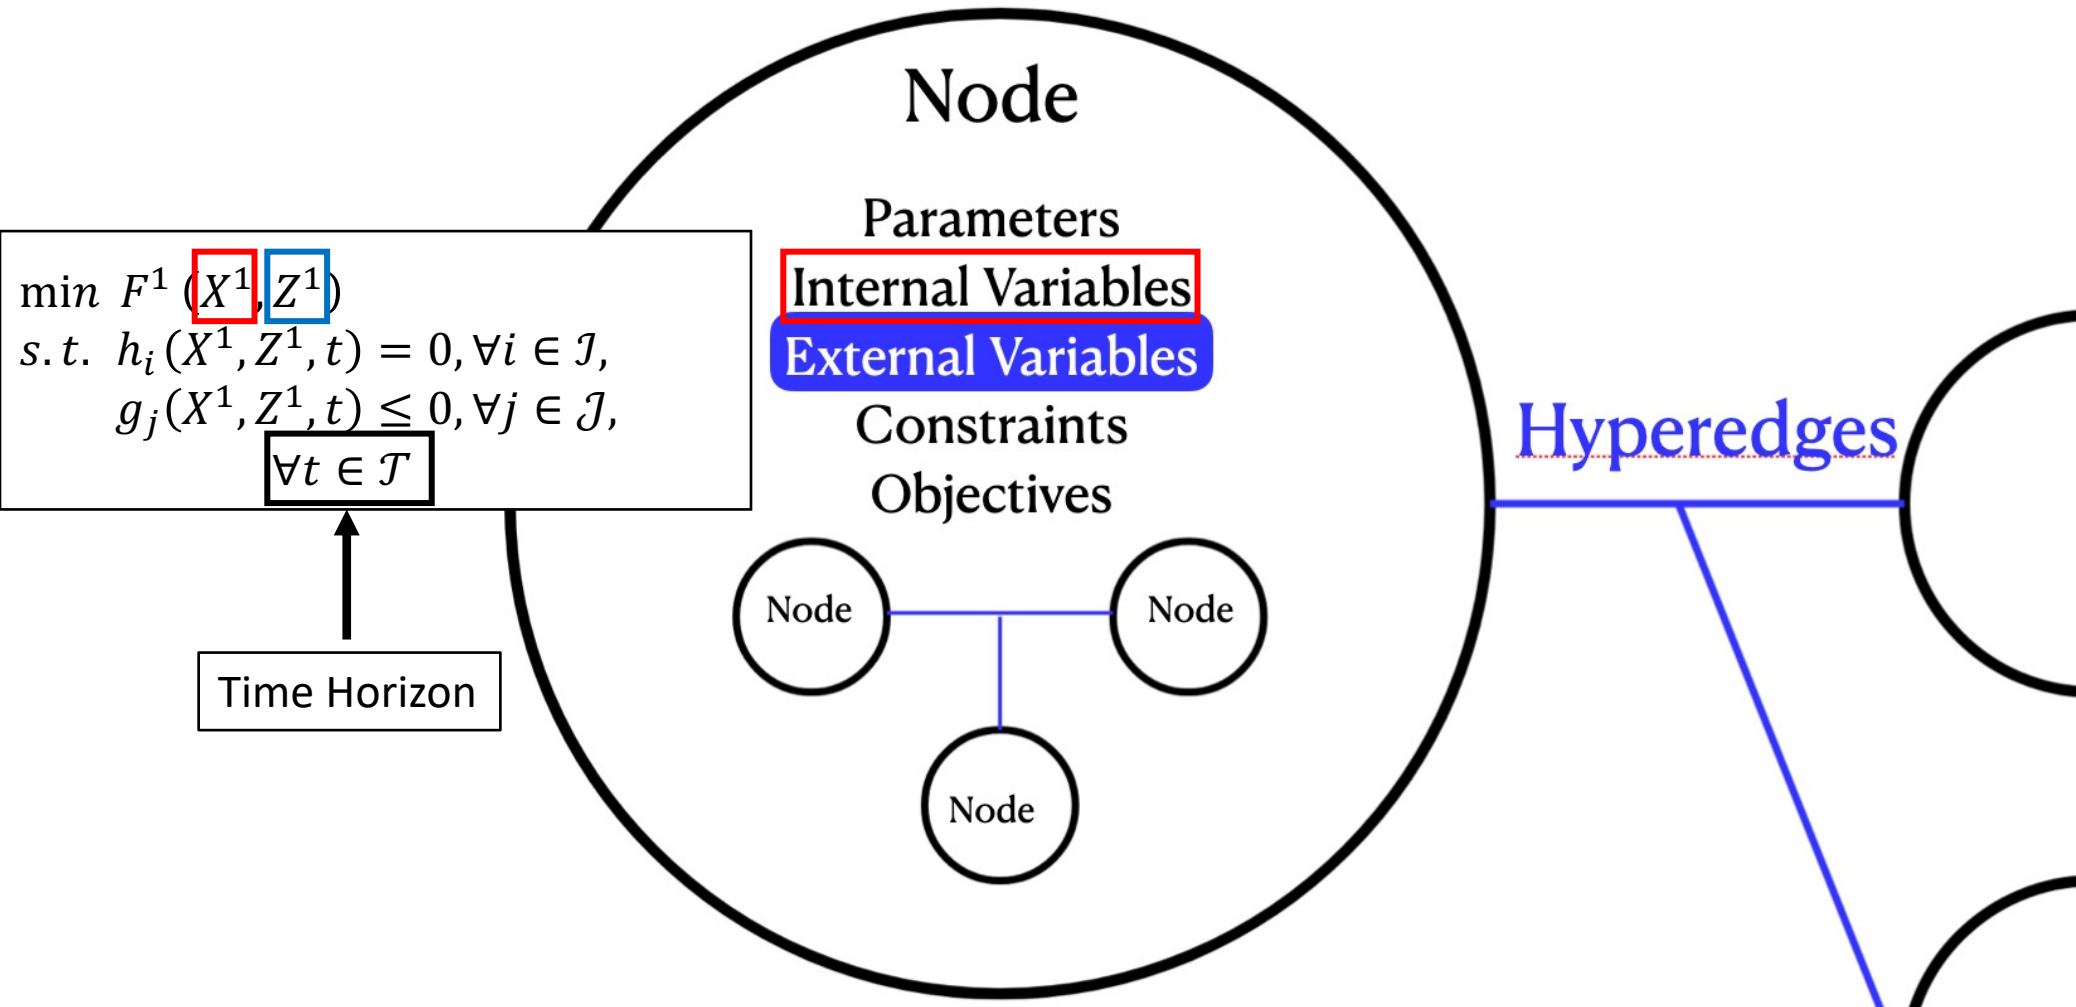 Node
Parameters
Internal Variables
External Variables
Constraints
Objectives
Node
Node
Node
min F¹ (X¹, Z¹)
s.t. hᵢ(X¹, Z¹, t) = 0, ∀i ∈ ℐ,
gⱼ(X¹, Z¹, t) ≤ 0, ∀j ∈ 𝒥,
∀t ∈ 𝒯
Time Horizon
Hyperedges